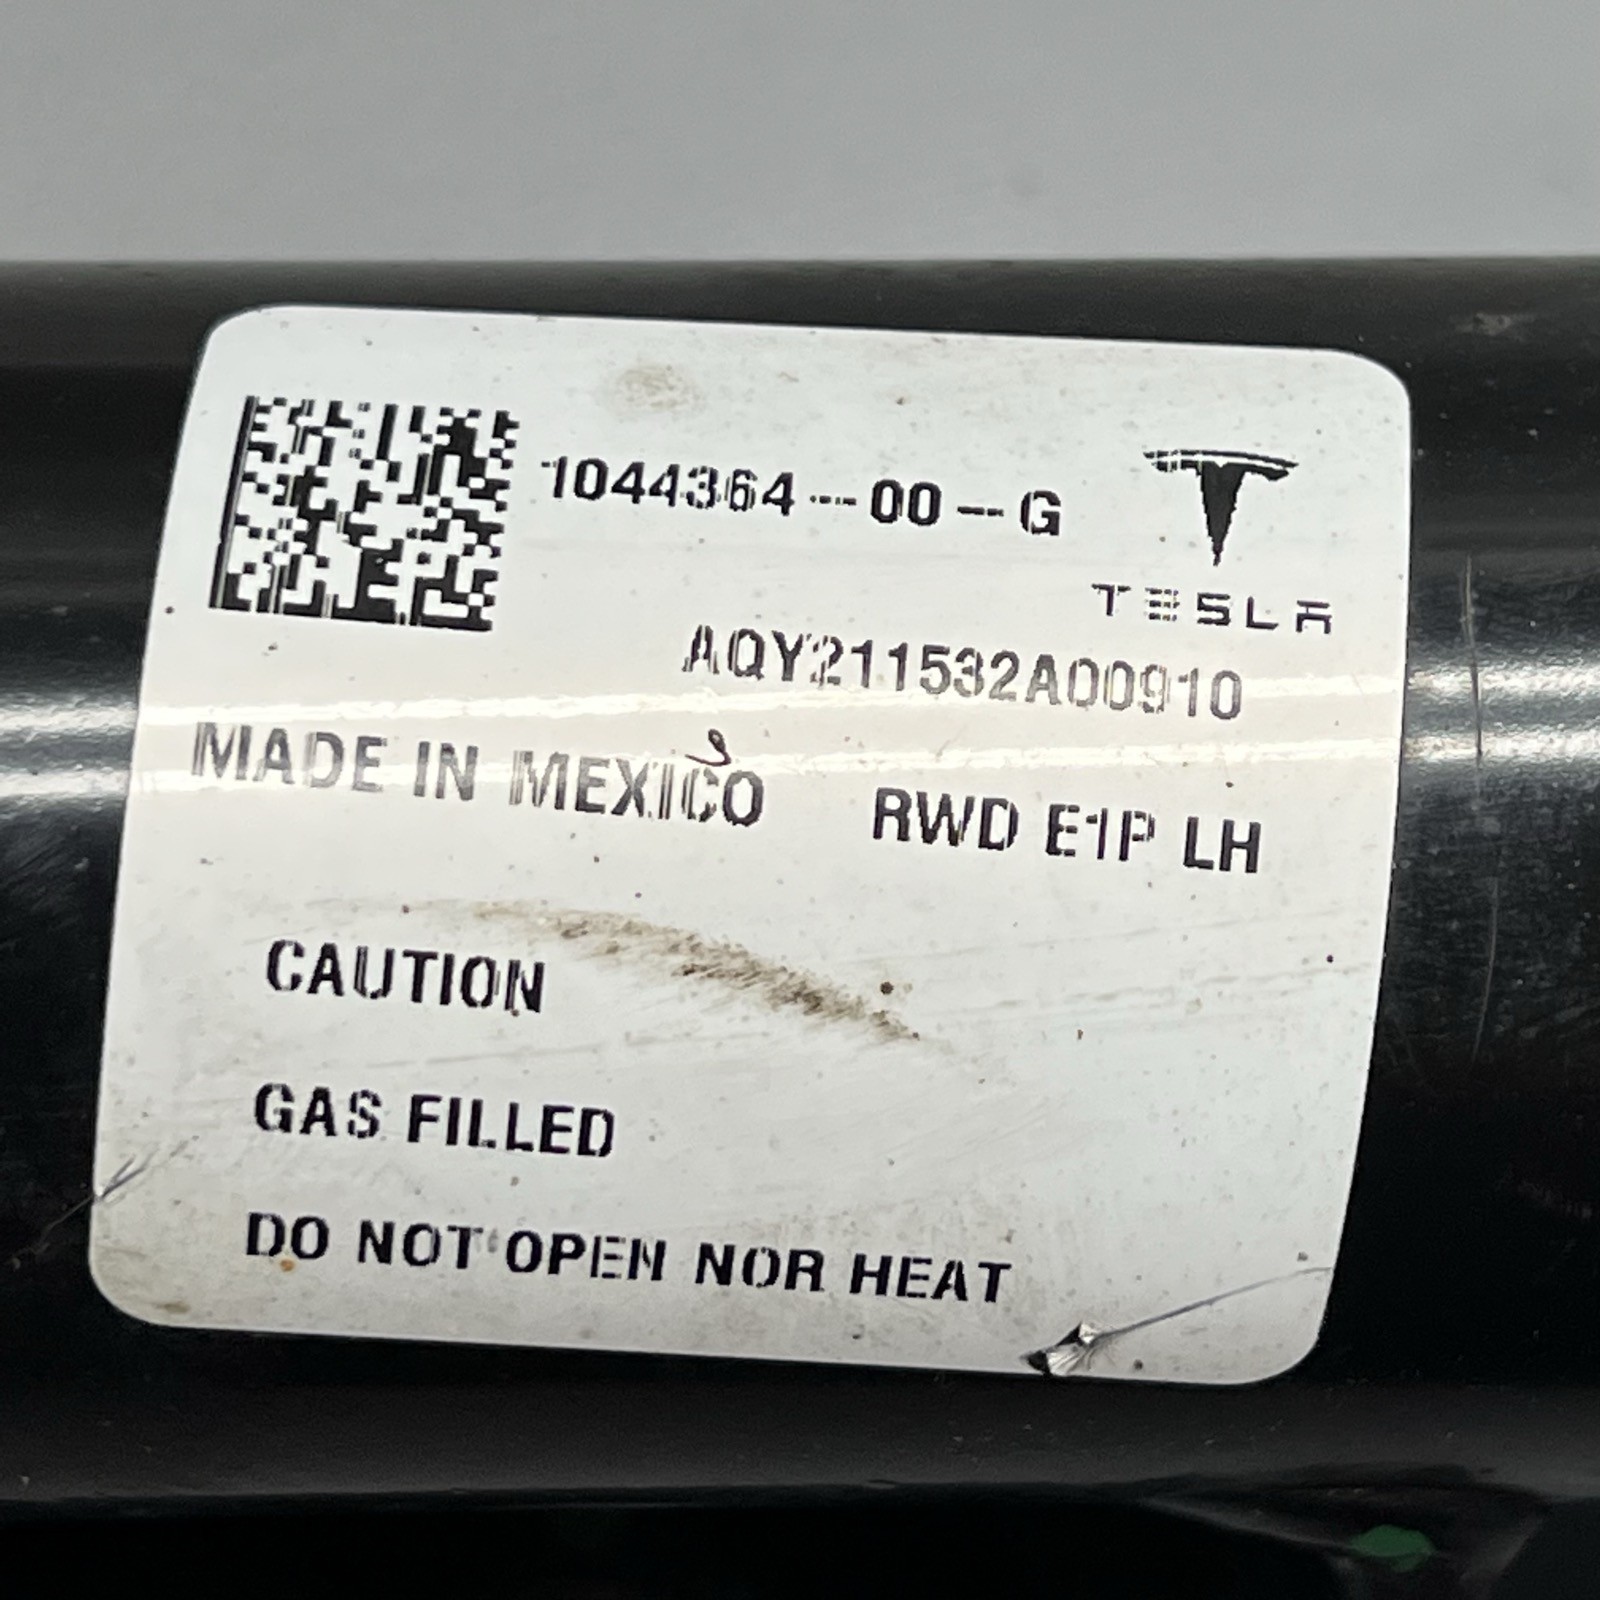 1044364-00-G
TESLA
AQY211532A00910
MADE IN MEXICO RWD E1P LH
CAUTION
GAS FILLED
DO NOT OPEN NOR HEAT